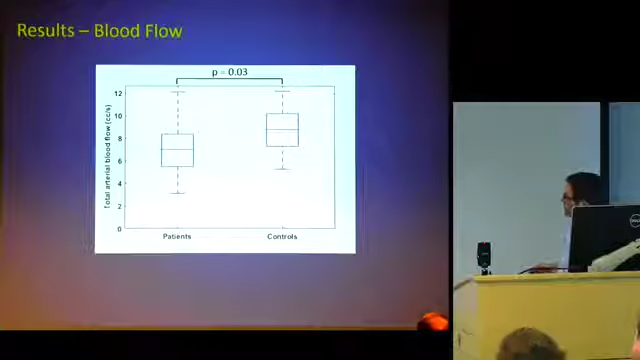 Results – Blood Flow
p = 0.03
Total arterial blood flow (cc/s)
12
10
8
6
4
2
0
Patients
Controls
DELL